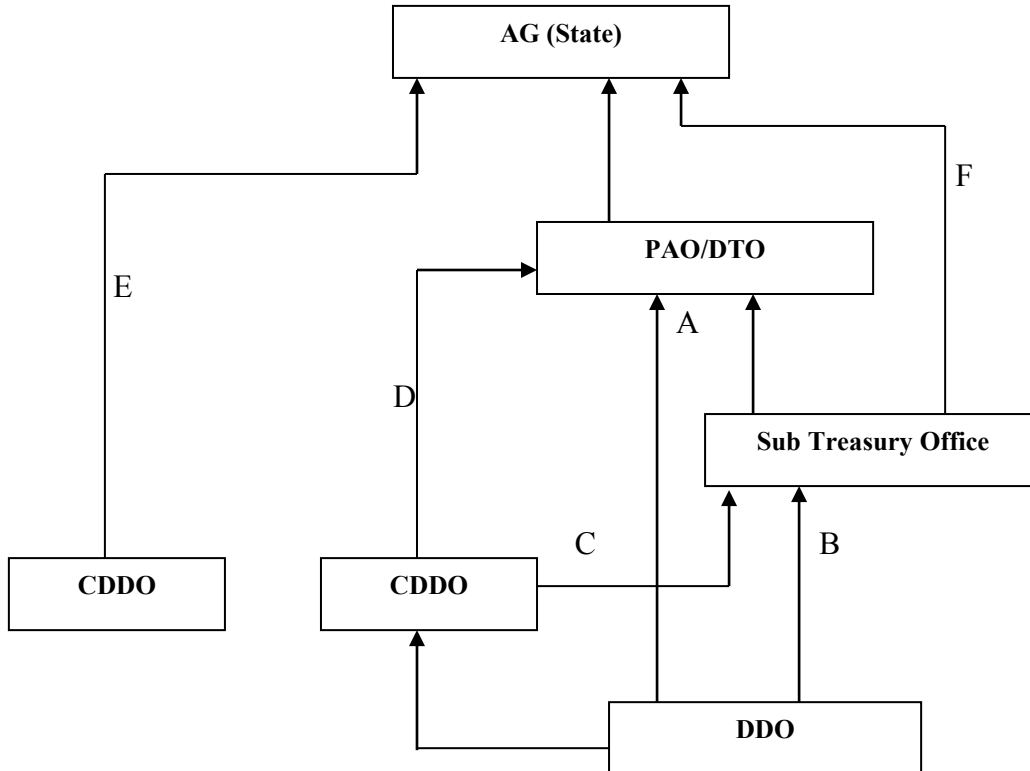 AG (State)
F
PAO/DTO
E
A
D
Sub Treasury Office
C
B
CDDO
CDDO
DDO